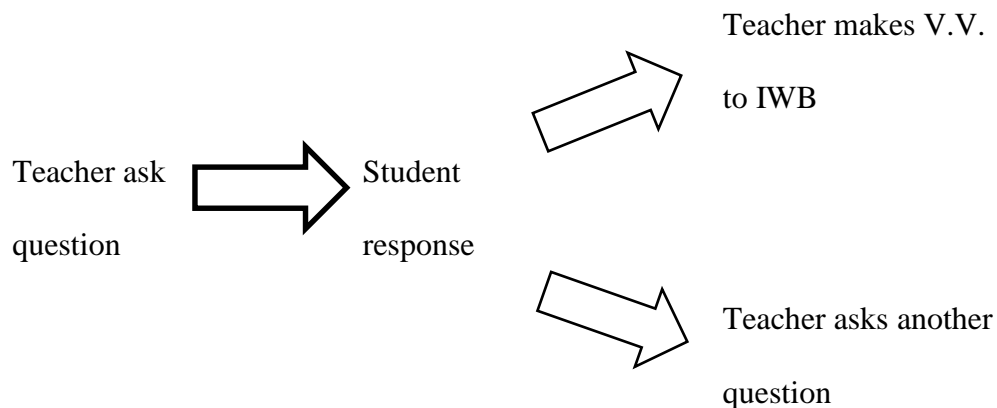 Teacher ask
question
Student
response
Teacher makes V.V.
to IWB
Teacher asks another
question